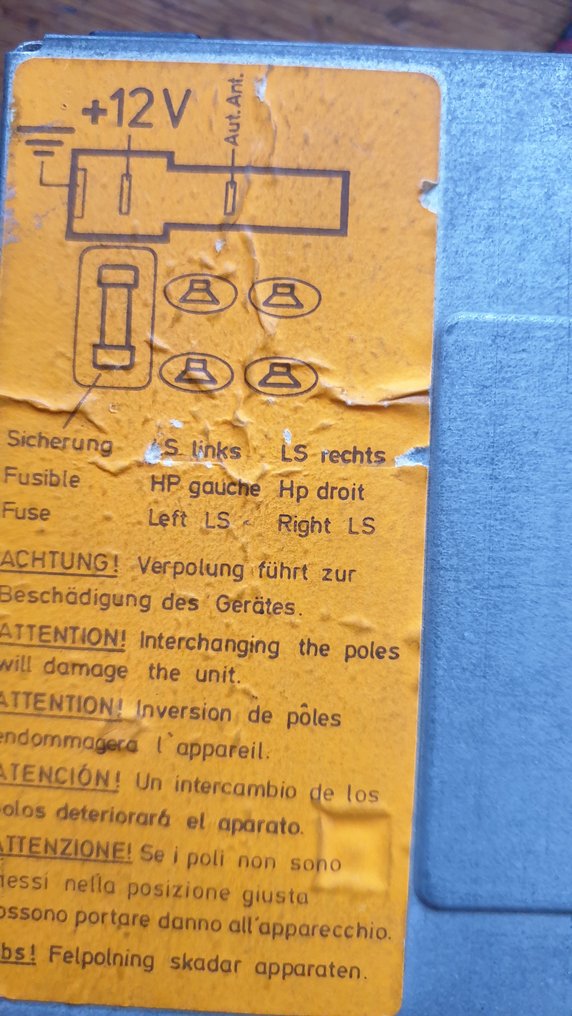 +12V
Aut. Ant.
Sicherung LS links LS rechts
Fusible HP gauche Hp droit
Fuse Left LS Right LS
ACHTUNG! Verpolung führt zur
Beschädigung des Gerätes.
ATTENTION! Interchanging the poles
will damage the unit.
ATTENTION! Inversion de pôles
endommagera l'appareil.
ATENCIÓN! Un intercambio de los
polos deteriorará el aparato.
ATTENZIONE! Se i poli non sono
messi nella posizione giusta
possono portare danno all'apparecchio.
Obs! Felpolning skadar apparaten.